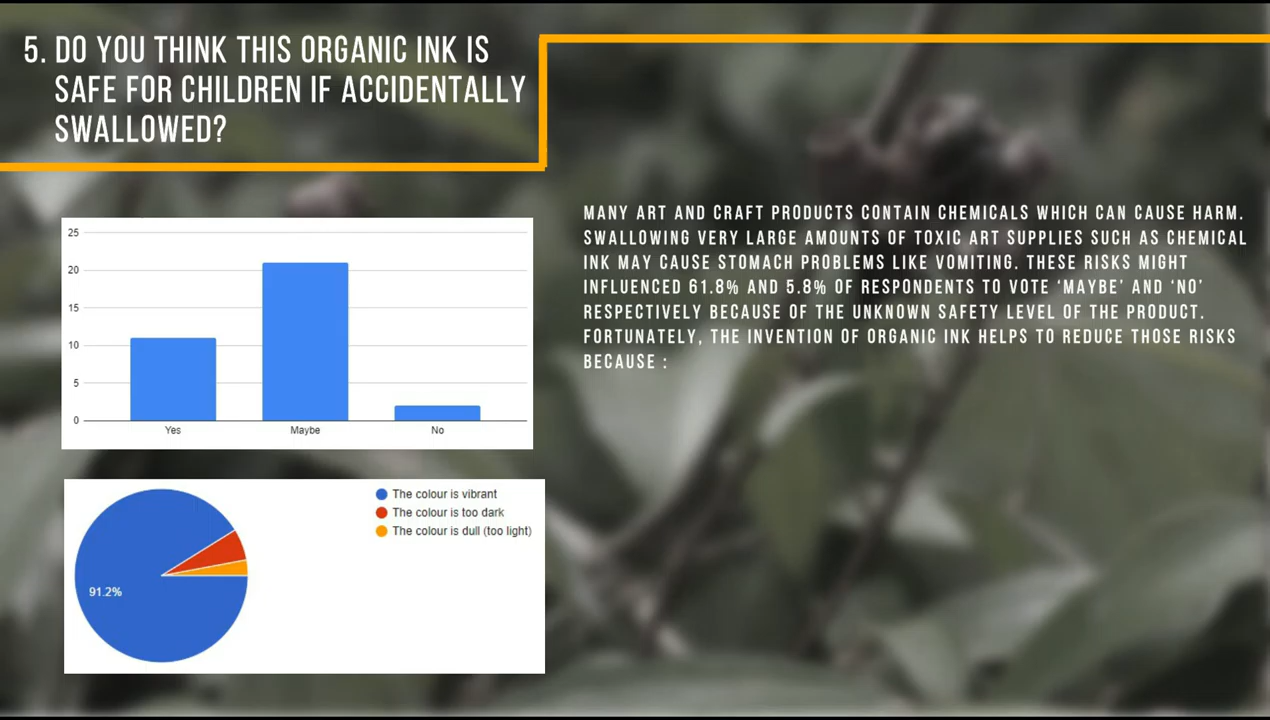 5. DO YOU THINK THIS ORGANIC INK IS
SAFE FOR CHILDREN IF ACCIDENTALLY
SWALLOWED?
25
20
15
10
5
0
Yes
Maybe
No
The colour is vibrant
The colour is too dark
The colour is dull (too light)
91.2%
MANY ART AND CRAFT PRODUCTS CONTAIN CHEMICALS WHICH CAN CAUSE HARM.
SWALLOWING VERY LARGE AMOUNTS OF TOXIC ART SUPPLIES SUCH AS CHEMICAL
INK MAY CAUSE STOMACH PROBLEMS LIKE VOMITING. THESE RISKS MIGHT
INFLUENCED 61.8% AND 5.8% OF RESPONDENTS TO VOTE ‘MAYBE’ AND ‘NO’
RESPECTIVELY BECAUSE OF THE UNKNOWN SAFETY LEVEL OF THE PRODUCT.
FORTUNATELY, THE INVENTION OF ORGANIC INK HELPS TO REDUCE THOSE RISKS
BECAUSE :